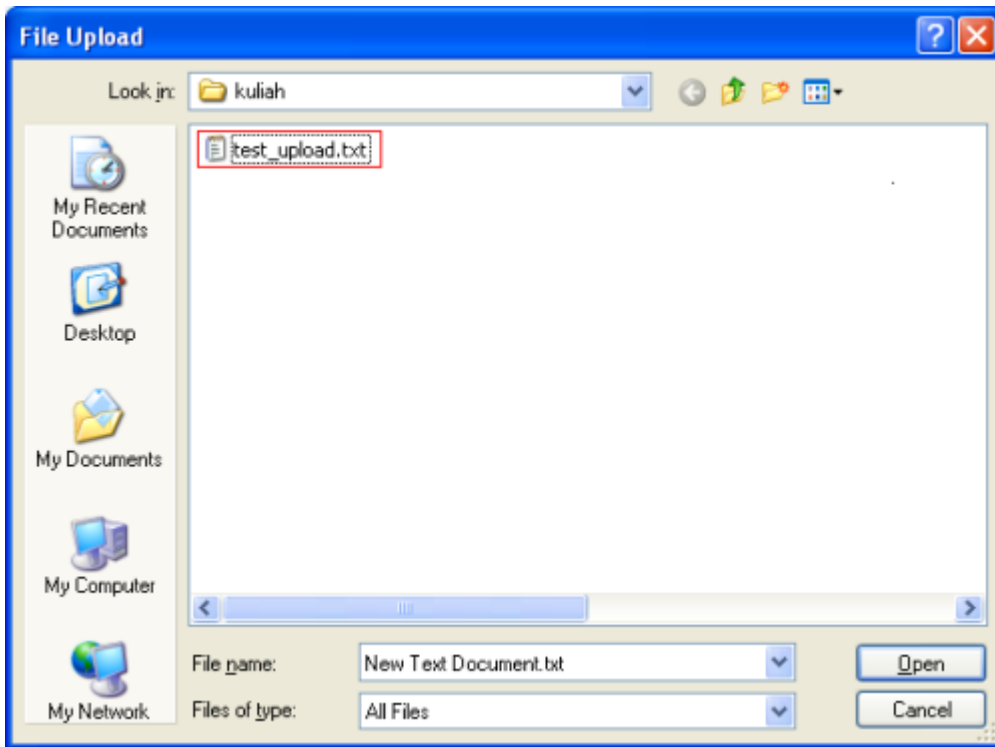 File Upload
Look in:
kuliah
test_upload.txt
My Recent
Documents
Desktop
My Documents
My Computer
My Network
File name:
New Text Document.txt
Open
Files of type:
All Files
Cancel